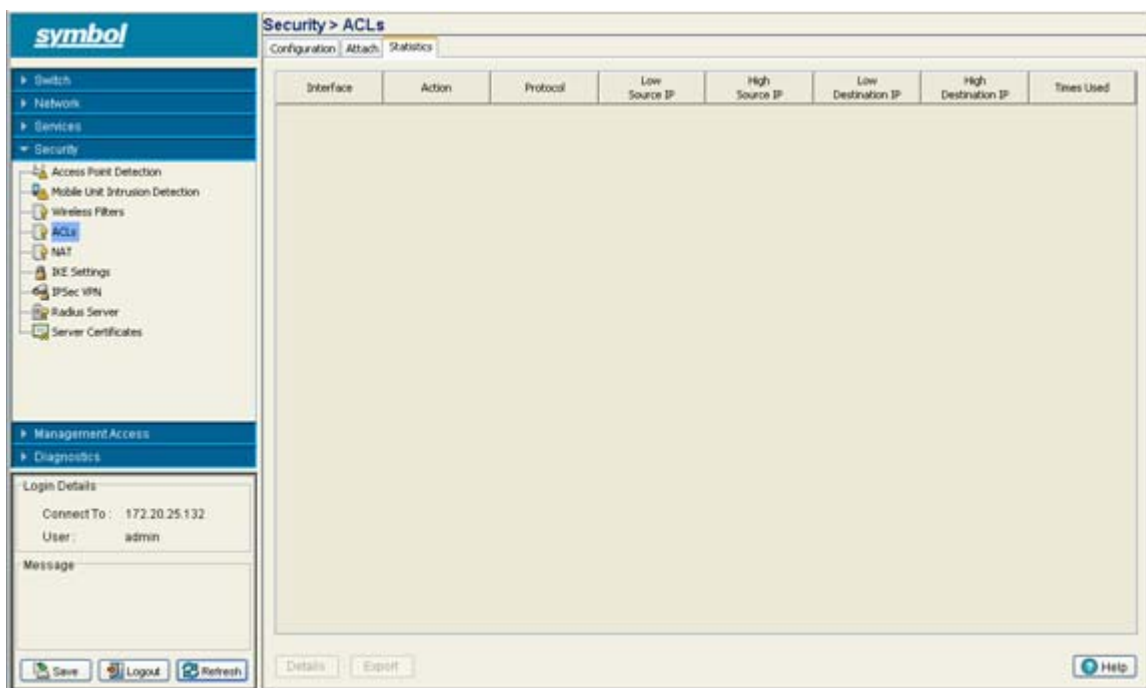 symbol
Switch
Network
Services
Security
Access Point Detection
Mobile Unit Intrusion Detection
Wireless Filters
ACLs
NAT
IKE Settings
IPSec VPN
Radius Server
Server Certificates
Management Access
Diagnostics
Login Details
Connect To : 172.20.25.132
User : admin
Message
Save Logout Refresh
Security > ACLs
Configuration Attach Statistics
Interface Action Protocol Low Source IP High Source IP Low Destination IP High Destination IP Times Used
Details Export Help